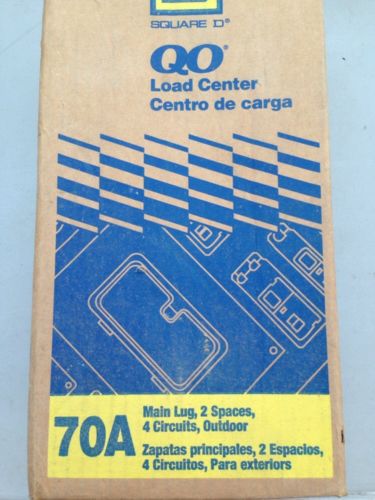 SQUARE D®
QO®
Load Center
Centro de carga
70A
Main Lug, 2 Spaces,
4 Circuits, Outdoor
Zapatas principales, 2 Espacios,
4 Circuitos, Para exteriors